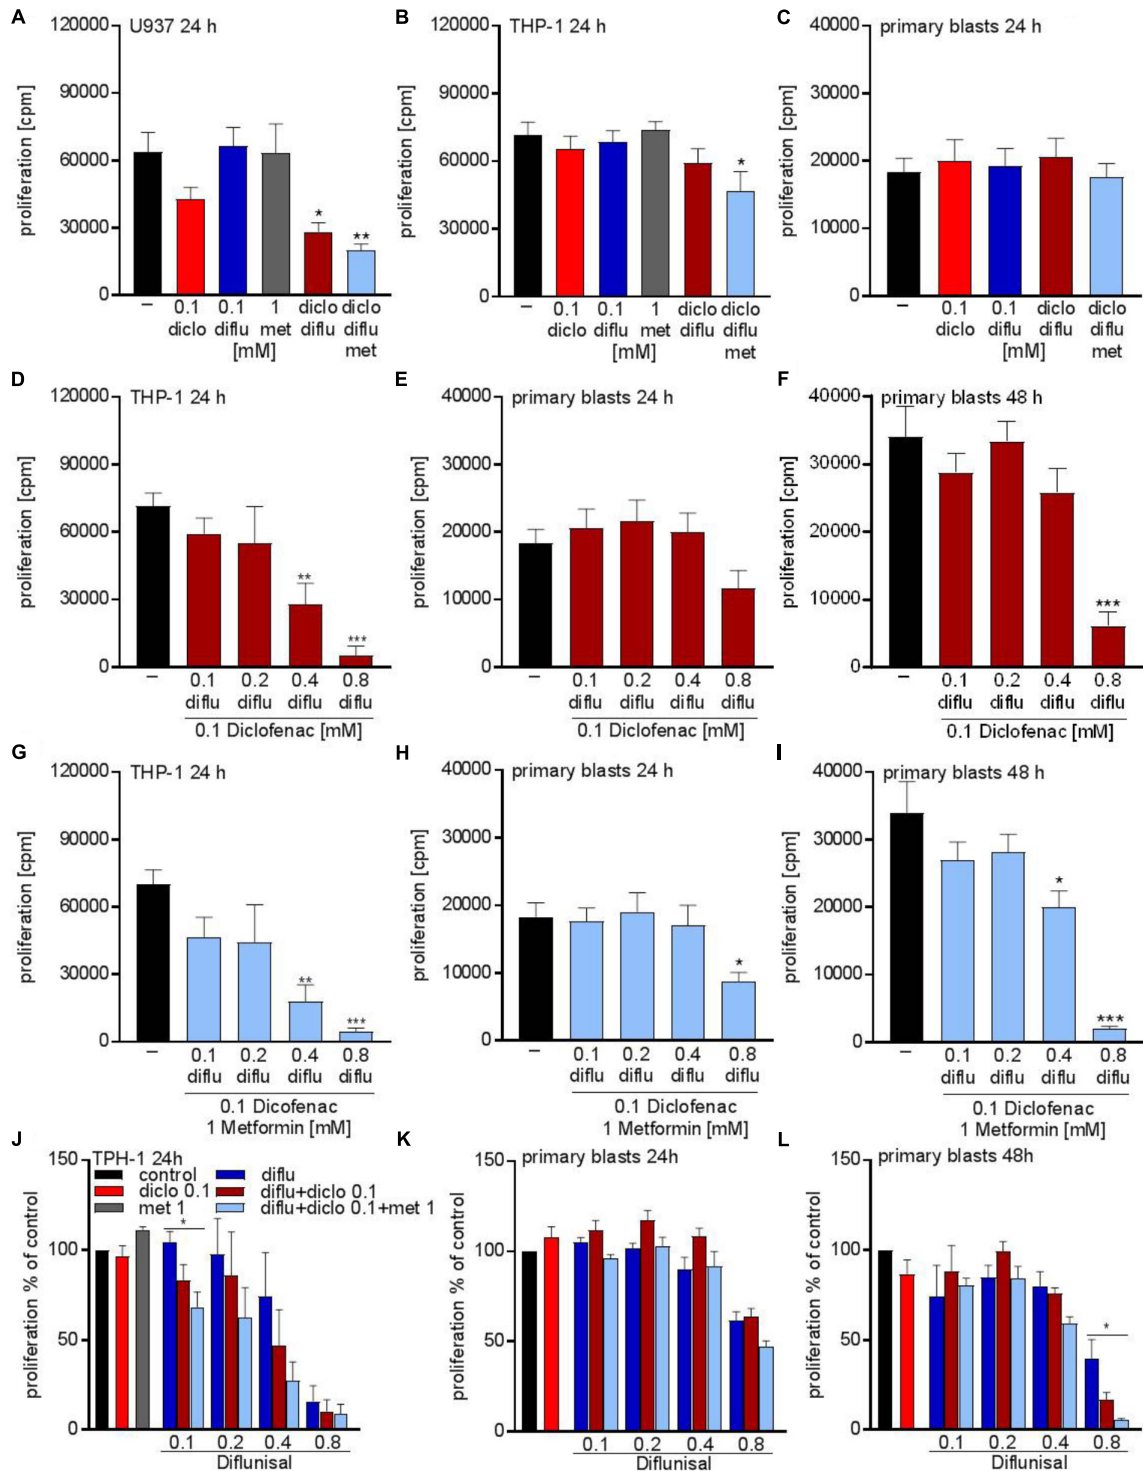 A
U937 24 h
proliferation [cpm]
120000
90000
60000
30000
0
*
**
– 0.1 0.1 1 diclo diclo
diclo diflu met diflu diflu
[mM] met
B
THP-1 24 h
proliferation [cpm]
120000
90000
60000
30000
0
*
– 0.1 0.1 1 diclo diclo
diclo diflu met diflu diflu
[mM] met
C
primary blasts 24 h
proliferation [cpm]
40000
30000
20000
10000
0
– 0.1 0.1 diclo diclo
diclo diflu diflu diflu
[mM] met
D
THP-1 24 h
proliferation [cpm]
120000
90000
60000
30000
0
**
***
– 0.1 0.2 0.4 0.8
diflu diflu diflu diflu
0.1 Diclofenac [mM]
E
primary blasts 24 h
proliferation [cpm]
40000
30000
20000
10000
0
– 0.1 0.2 0.4 0.8
diflu diflu diflu diflu
0.1 Diclofenac [mM]
F
primary blasts 48 h
proliferation [cpm]
40000
30000
20000
10000
0
***
– 0.1 0.2 0.4 0.8
diflu diflu diflu diflu
0.1 Diclofenac [mM]
G
THP-1 24 h
proliferation [cpm]
120000
90000
60000
30000
0
**
***
– 0.1 0.2 0.4 0.8
diflu diflu diflu diflu
0.1 Dicofenac
1 Metformin [mM]
H
primary blasts 24 h
proliferation [cpm]
40000
30000
20000
10000
0
*
– 0.1 0.2 0.4 0.8
diflu diflu diflu diflu
0.1 Diclofenac
1 Metformin [mM]
I
primary blasts 48 h
proliferation [cpm]
40000
30000
20000
10000
0
*
***
– 0.1 0.2 0.4 0.8
diflu diflu diflu diflu
0.1 Diclofenac
1 Metformin [mM]
J
TPH-1 24h
control diflu
diclo 0.1 diflu+diclo 0.1
met 1 diflu+diclo 0.1+met 1
proliferation % of control
150
100
50
0
*
0.1 0.2 0.4 0.8
Diflunisal
K
primary blasts 24h
proliferation % of control
150
100
50
0
0.1 0.2 0.4 0.8
Diflunisal
L
primary blasts 48h
proliferation % of control
150
100
50
0
*
0.1 0.2 0.4 0.8
Diflunisal